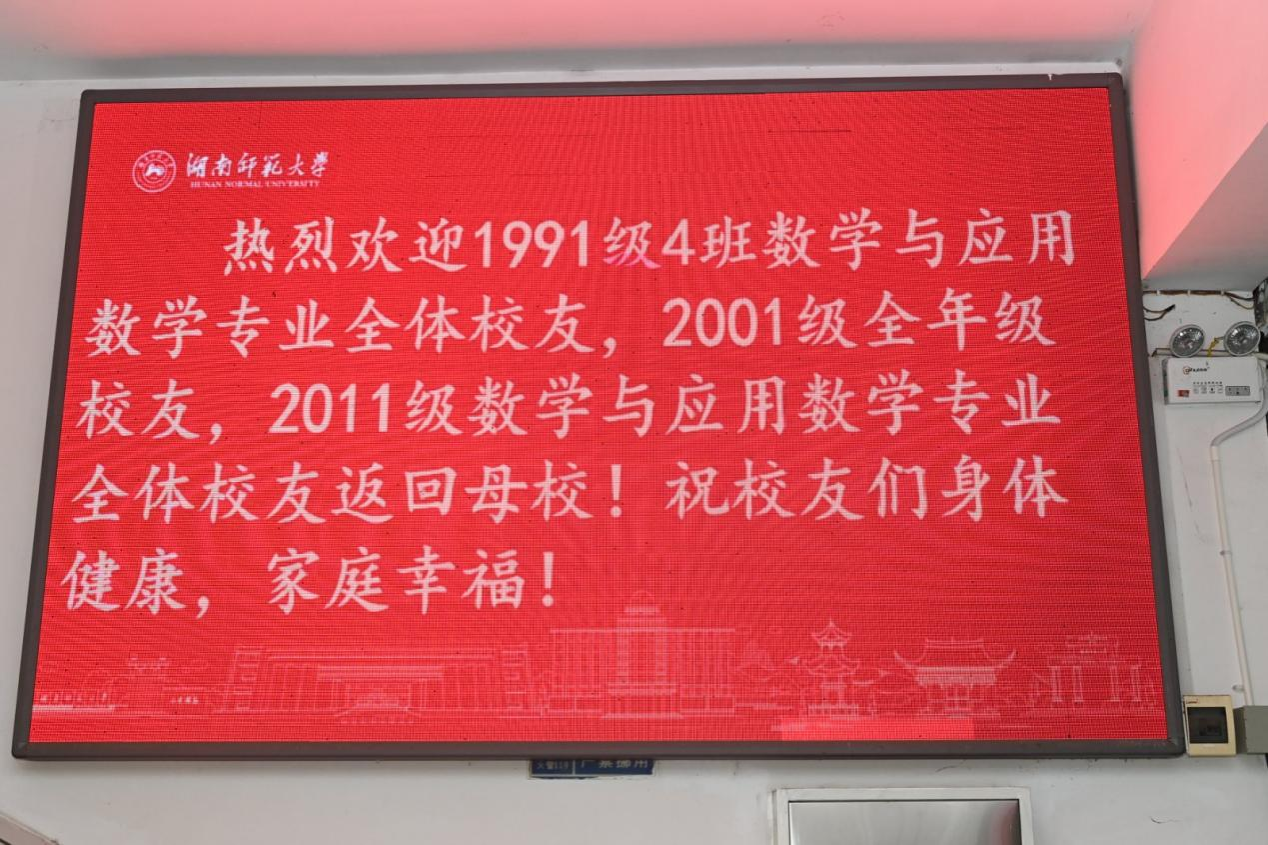 湖南师范大学
HUNAN NORMAL UNIVERSITY
热烈欢迎1991级4班数学与应用
数学专业全体校友，2001级全年级
校友，2011级数学与应用数学专业
全体校友返回母校！祝校友们身体
健康，家庭幸福！
严禁挪用